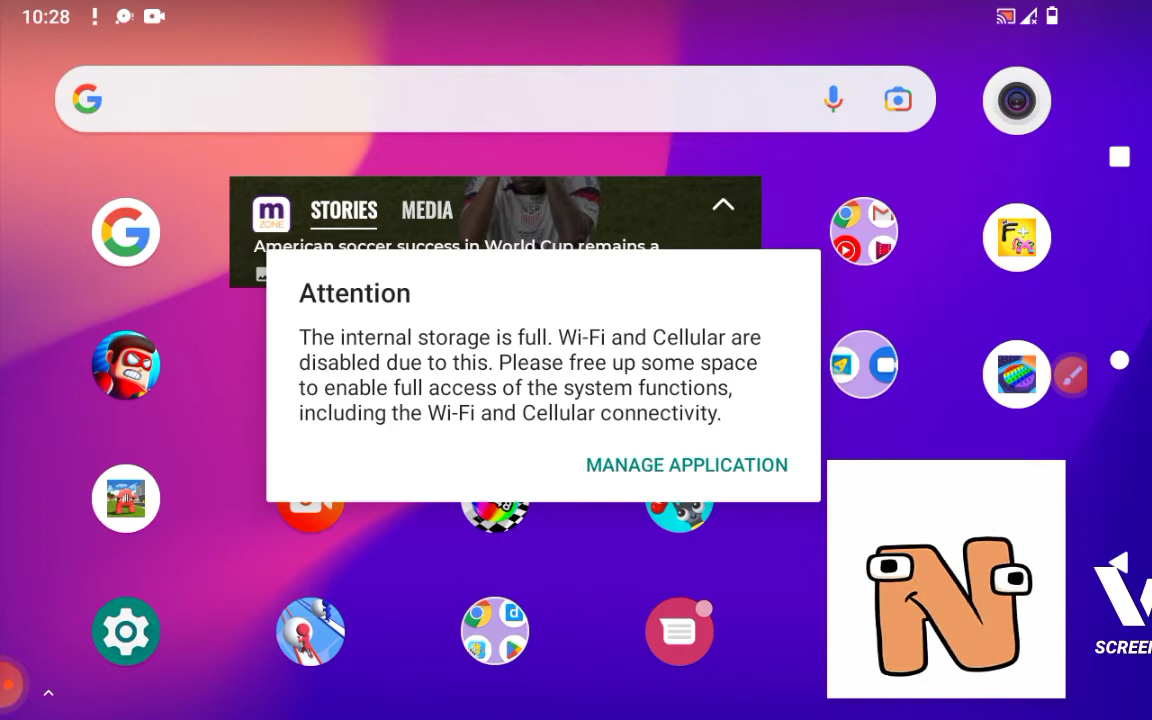 10:28
m
ZONE
STORIES MEDIA
American soccer success in World Cup remains a
Attention
The internal storage is full. Wi-Fi and Cellular are
disabled due to this. Please free up some space
to enable full access of the system functions,
including the Wi-Fi and Cellular connectivity.
MANAGE APPLICATION
N
SCREE